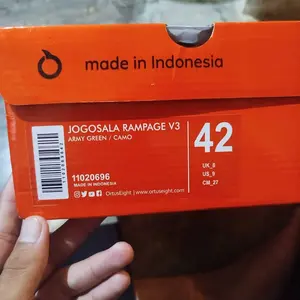 made in Indonesia
JOGOSALA RAMPAGE V3
ARMY GREEN / CAMO
42
UK_8
US_9
CM_27
11020696
MADE IN INDONESIA
OrtusEight www.ortuseight.com